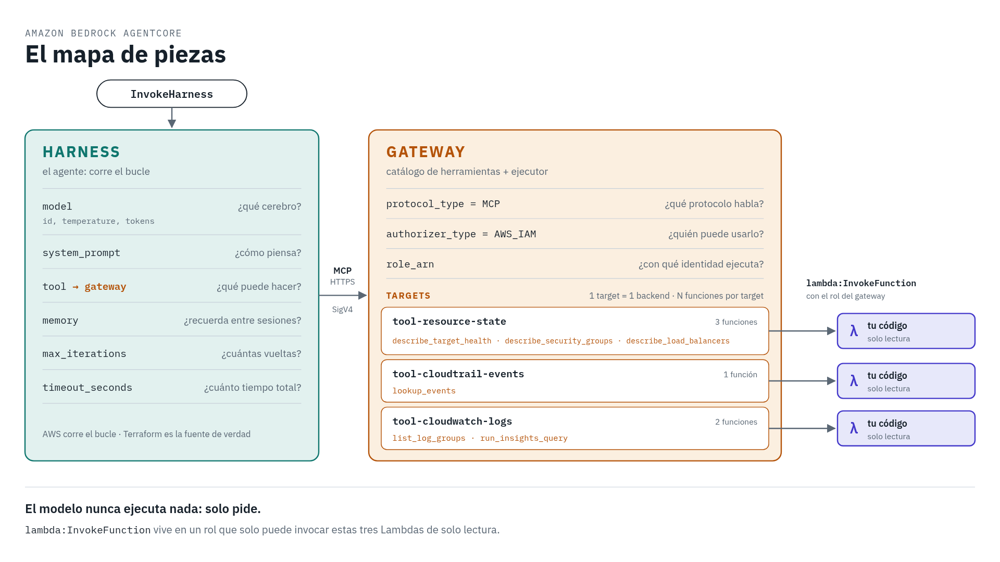 AMAZON BEDROCK AGENTCORE
El mapa de piezas
InvokeHarness
HARNESS
el agente: corre el bucle
model ¿qué cerebro?
id, temperature, tokens
system_prompt ¿cómo piensa?
tool → gateway ¿qué puede hacer?
memory ¿recuerda entre sesiones?
max_iterations ¿cuántas vueltas?
timeout_seconds ¿cuánto tiempo total?
AWS corre el bucle · Terraform es la fuente de verdad
MCP
HTTPS
SigV4
GATEWAY
catálogo de herramientas + ejecutor
protocol_type = MCP ¿qué protocolo habla?
authorizer_type = AWS_IAM ¿quién puede usarlo?
role_arn ¿con qué identidad ejecuta?
TARGETS 1 target = 1 backend · N funciones por target
tool-resource-state 3 funciones
describe_target_health · describe_security_groups · describe_load_balancers
tool-cloudtrail-events 1 función
lookup_events
tool-cloudwatch-logs 2 funciones
list_log_groups · run_insights_query
lambda:InvokeFunction
con el rol del gateway
λ tu código
solo lectura
λ tu código
solo lectura
λ tu código
solo lectura
El modelo nunca ejecuta nada: solo pide.
lambda:InvokeFunction vive en un rol que solo puede invocar estas tres Lambdas de solo lectura.